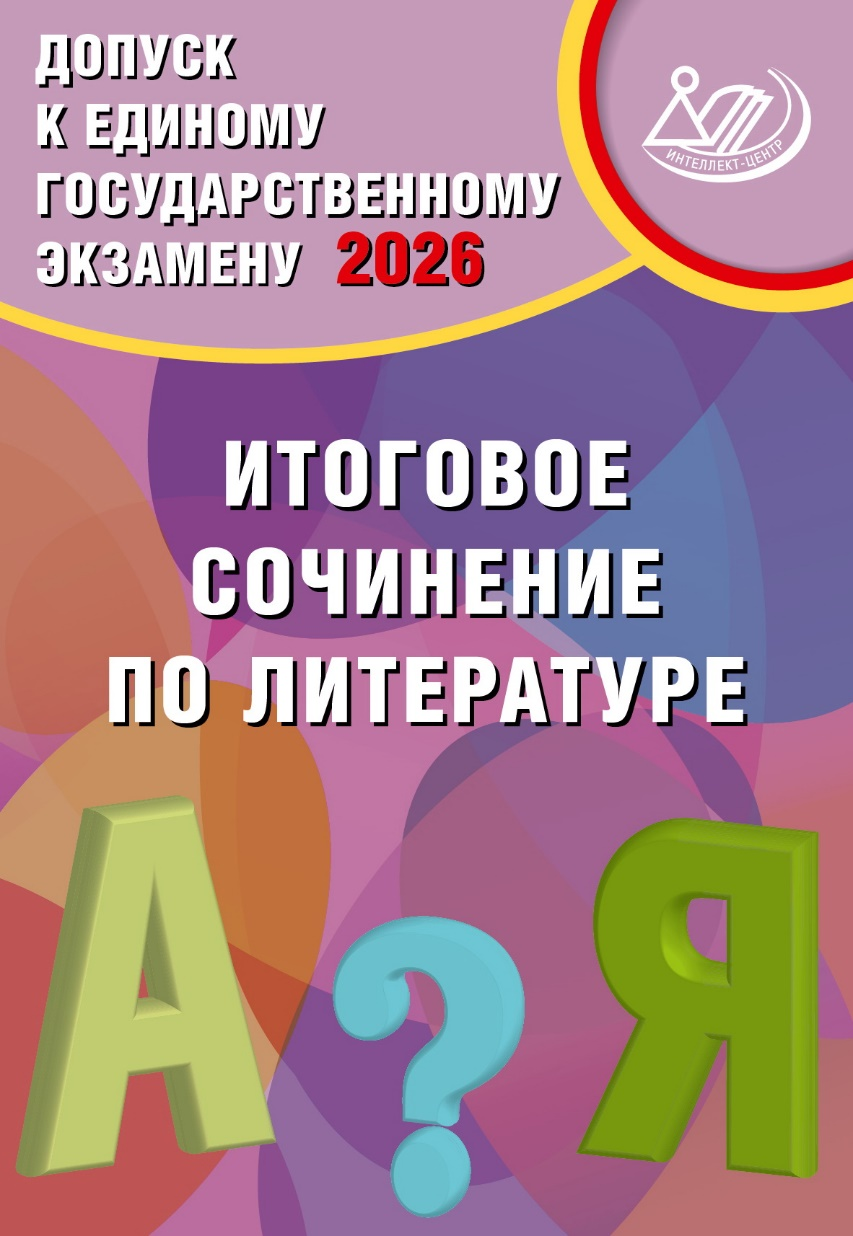 ДОПУСК
К ЕДИНОМУ
ГОСУДАРСТВЕННОМУ
ЭКЗАМЕНУ 2026
ИНТЕЛЛЕКТ-ЦЕНТР
ИТОГОВОЕ
СОЧИНЕНИЕ
ПО ЛИТЕРАТУРЕ
А ? Я